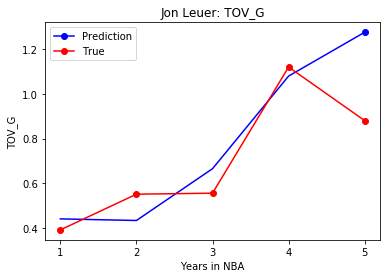 Jon Leuer: TOV_G
Prediction
True
TOV_G
1.2
1.0
0.8
0.6
0.4
1 2 3 4 5
Years in NBA